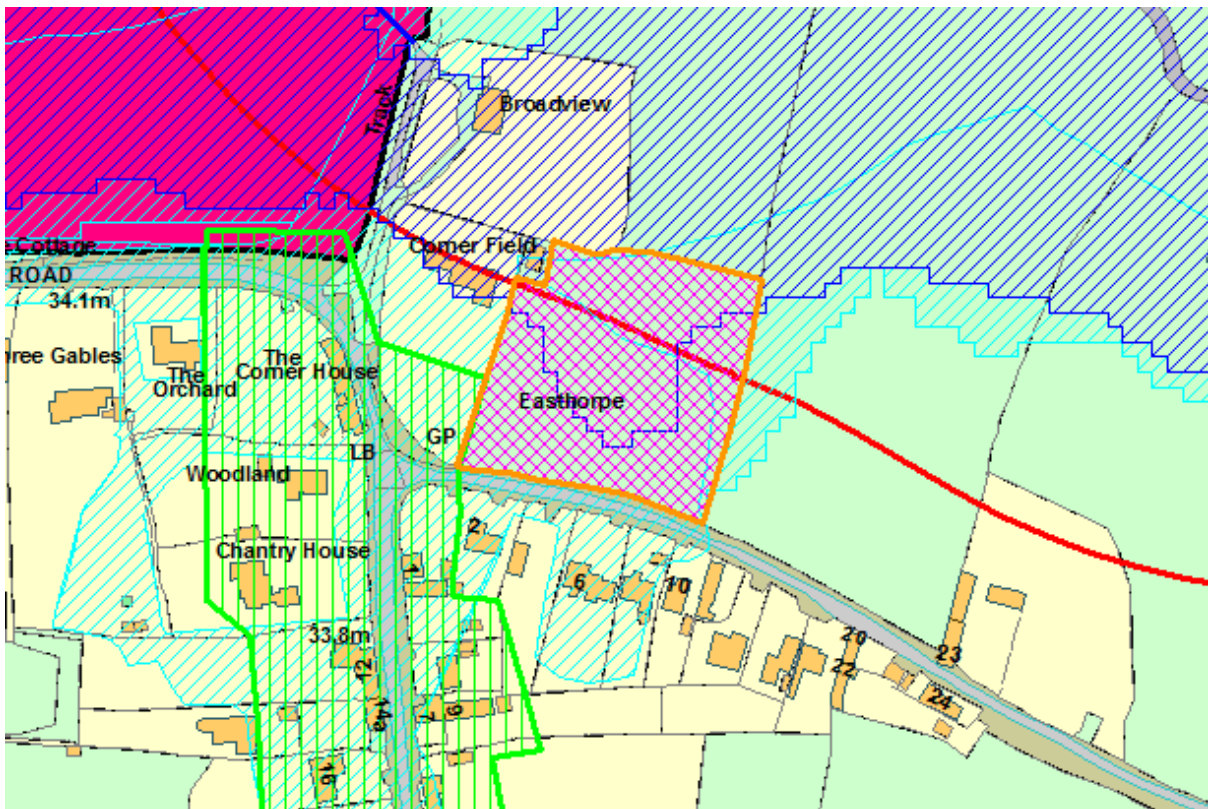 Broadview
Track
Corner Field
Cottage
ROAD
34.1m
Three Gables
The
Orchard
The
Corner House
Easthorpe
GP
LB
Woodland
2
Chantry House
1
6
10
33.8m
12
20
22
23
24
14a
7
9
16